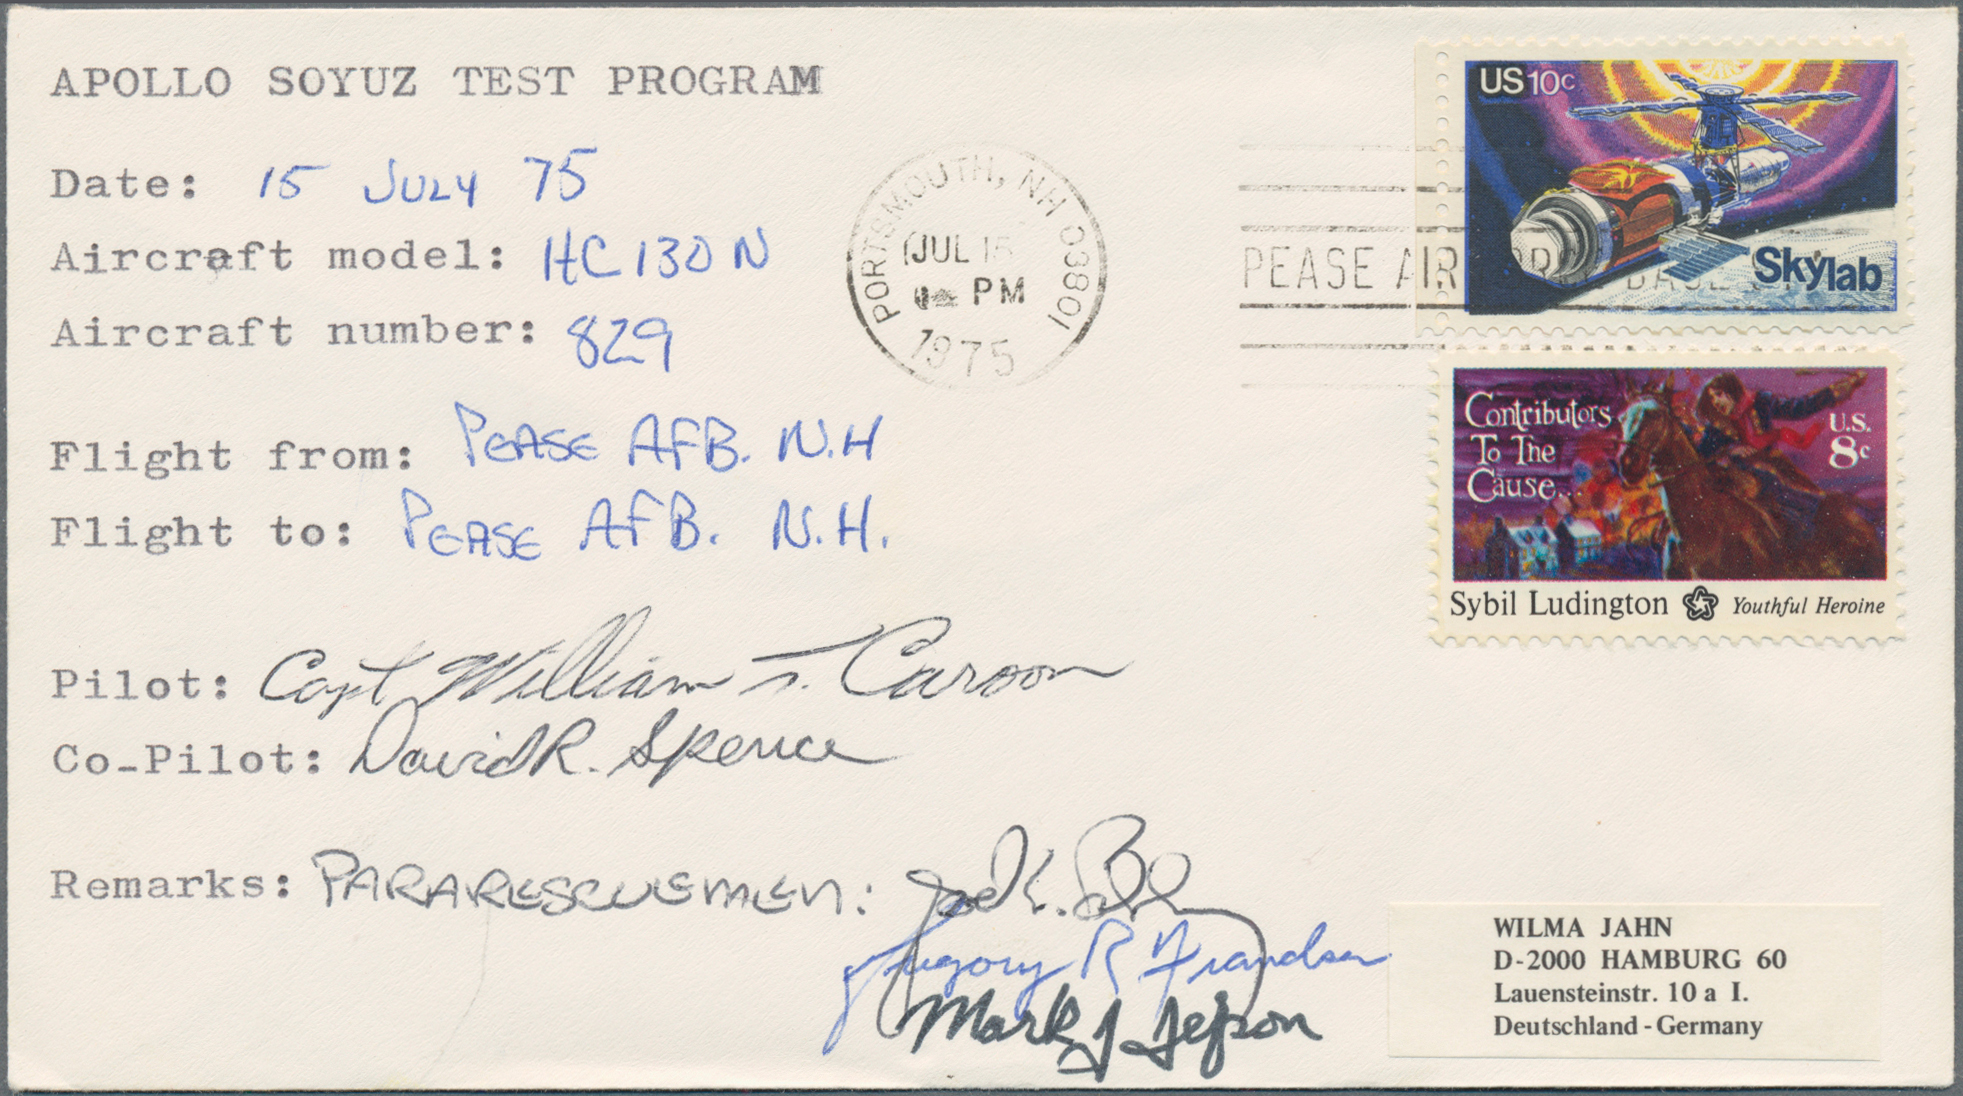 APOLLO SOYUZ TEST PROGRAM
Date: 15 JULY 75
Aircraft model: HC130N
Aircraft number: 829
Flight from: PEASE AFB. N.H
Flight to: PEASE AFB. N.H.
Pilot: Capt William T. Carson
Co-Pilot: David R. Spence
Remarks: PARARESCUEMEN:
Gregory R Frandsen
Mark J Jepson
PORTSMOUTH, NH 03801
JUL 15
PM
1975
PEASE AIR
US 10c
Skylab
Contributors
To The
Cause...
U.S.
8c
Sybil Ludington Youthful Heroine
WILMA JAHN
D-2000 HAMBURG 60
Lauensteinstr. 10 a I.
Deutschland - Germany